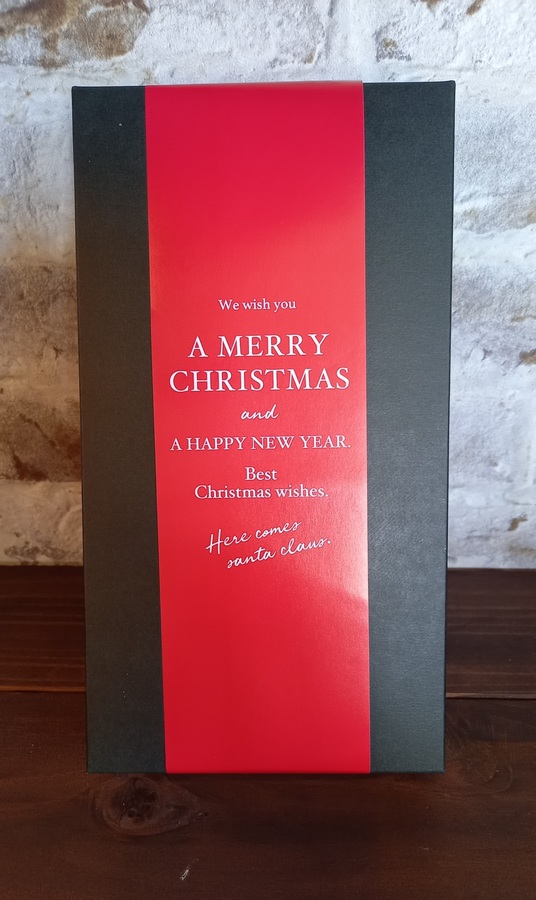 We wish you
A MERRY
CHRISTMAS
and
A HAPPY NEW YEAR.
Best
Christmas wishes.
Here comes
santa claus.